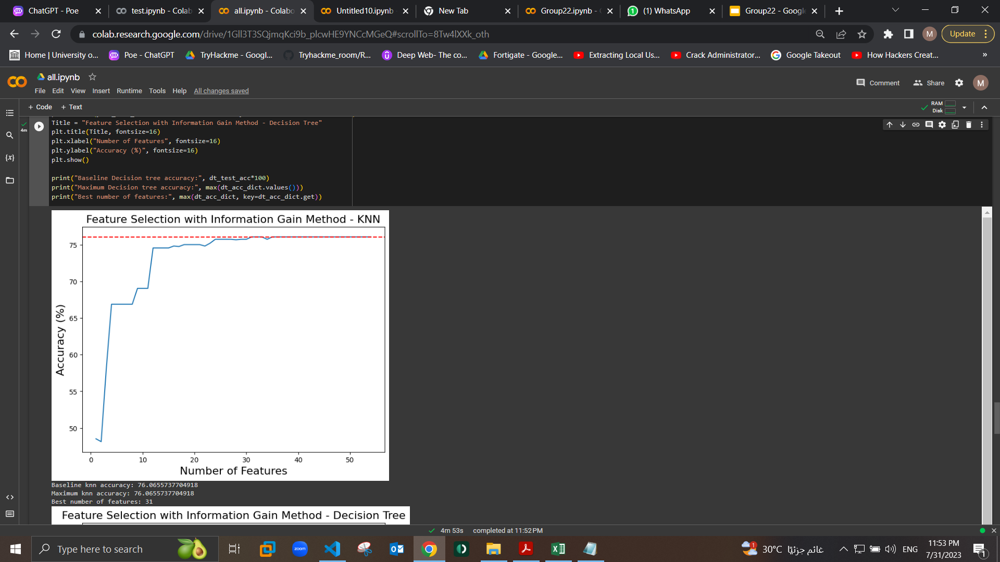 ChatGPT - Poe
test.ipynb - Colab
all.ipynb - Colabo
Untitled10.ipynb
New Tab
Group22.ipynb -
(1) WhatsApp
Group22 - Google
colab.research.google.com/drive/1Gll3T3SQjmqKci9b_plcwHE9YNCcMGeQ#scrollTo=8Tw4lXXk_oth
M
Update
Home | University o...
Poe - ChatGPT
TryHackme - Googl...
Tryhackme_room/R...
Deep Web- The co...
Fortigate - Google...
Extracting Local Us...
Crack Administrator...
Google Takeout
How Hackers Creat...
»
all.ipynb
Comment
Share
M
File Edit View Insert Runtime Tools Help All changes saved
+ Code + Text
RAM
Disk
4m
Title = "Feature Selection with Information Gain Method - Decision Tree"
plt.title(Title, fontsize=16)
plt.xlabel("Number of Features", fontsize=16)
plt.ylabel("Accuracy (%)", fontsize=16)
plt.show()
print("Baseline Decision tree accuracy:", dt_test_acc*100)
print("Maximum Decision tree accuracy:", max(dt_acc_dict.values()))
print("Best number of features:", max(dt_acc_dict, key=dt_acc_dict.get))
{x}
Feature Selection with Information Gain Method - KNN
75
70
65
60
55
50
Accuracy (%)
0 10 20 30 40 50
Number of Features
Baseline knn accuracy: 76.0655737704918
Maximum knn accuracy: 76.0655737704918
Best number of features: 31
Feature Selection with Information Gain Method - Decision Tree
4m 53s completed at 11:52 PM
Type here to search
zoom
1
30°C غائم جزئيًا
ENG
11:53 PM
7/31/2023
1